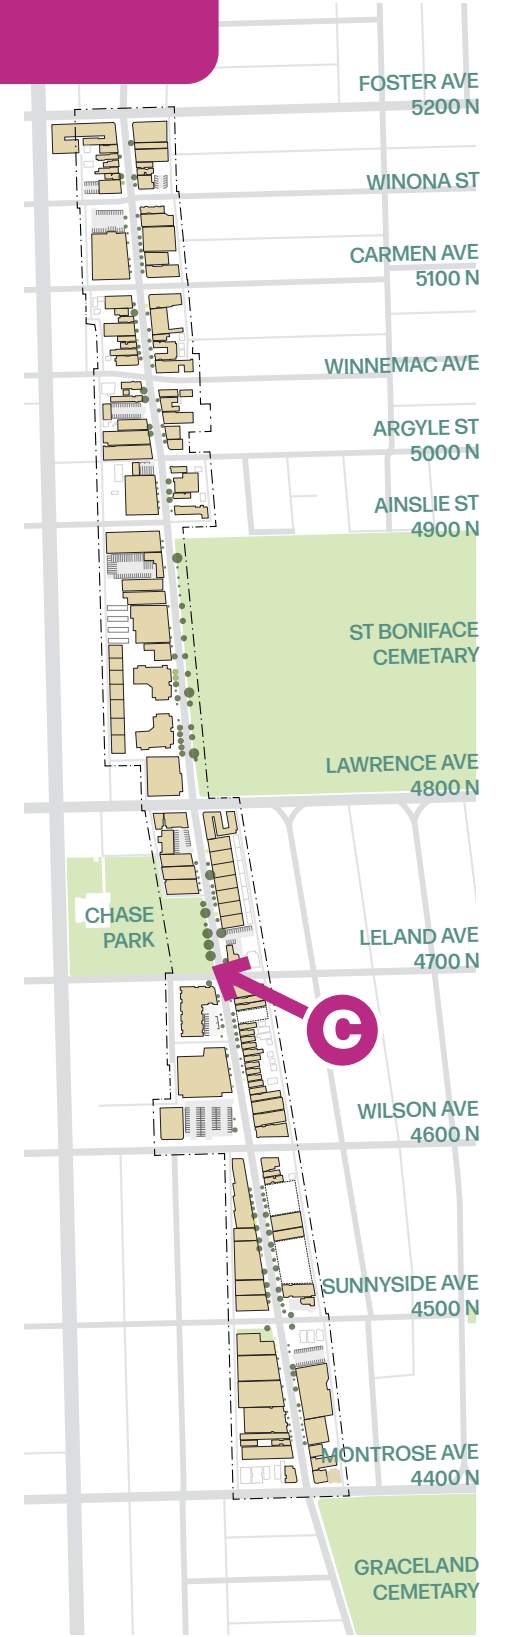 FOSTER AVE
5200 N
WINONA ST
CARMEN AVE
5100 N
WINNEMAC AVE
ARGYLE ST
5000 N
AINSLIE ST
4900 N
ST BONIFACE
CEMETARY
LAWRENCE AVE
4800 N
CHASE
PARK
LELAND AVE
4700 N
C
WILSON AVE
4600 N
SUNNYSIDE AVE
4500 N
MONTROSE AVE
4400 N
GRACELAND
CEMETARY